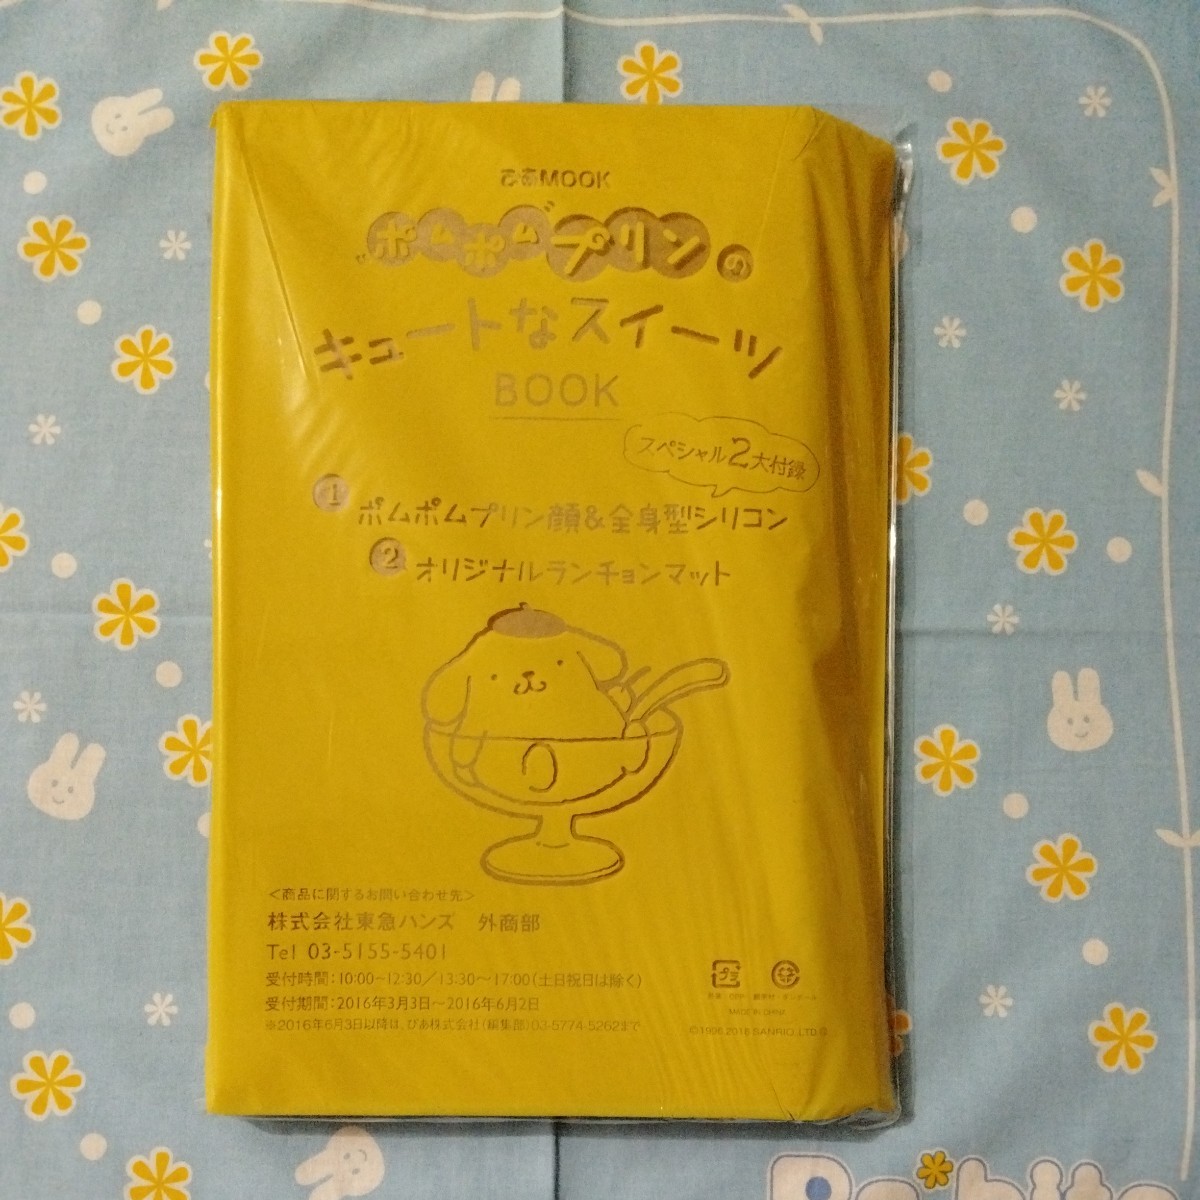 ぴあMOOK
ポムポムプリンの
キュートなスイーツ
BOOK
スペシャル2大付録
1 ポムポムプリン顔&全身型シリコン
2 オリジナルランチョンマット
<商品に関するお問い合わせ先>
株式会社東急ハンズ 外商部
Tel 03-5155-5401
受付時間:10:00~12:30/13:30~17:00(土日祝日は除く)
受付期間:2016年3月3日~2016年6月2日
※2016年6月3日以降は、ぴあ株式会社(編集部)03-5774-5262まで
プラ
MADE IN CHINA
©1996,2016 SANRIO,LTD.